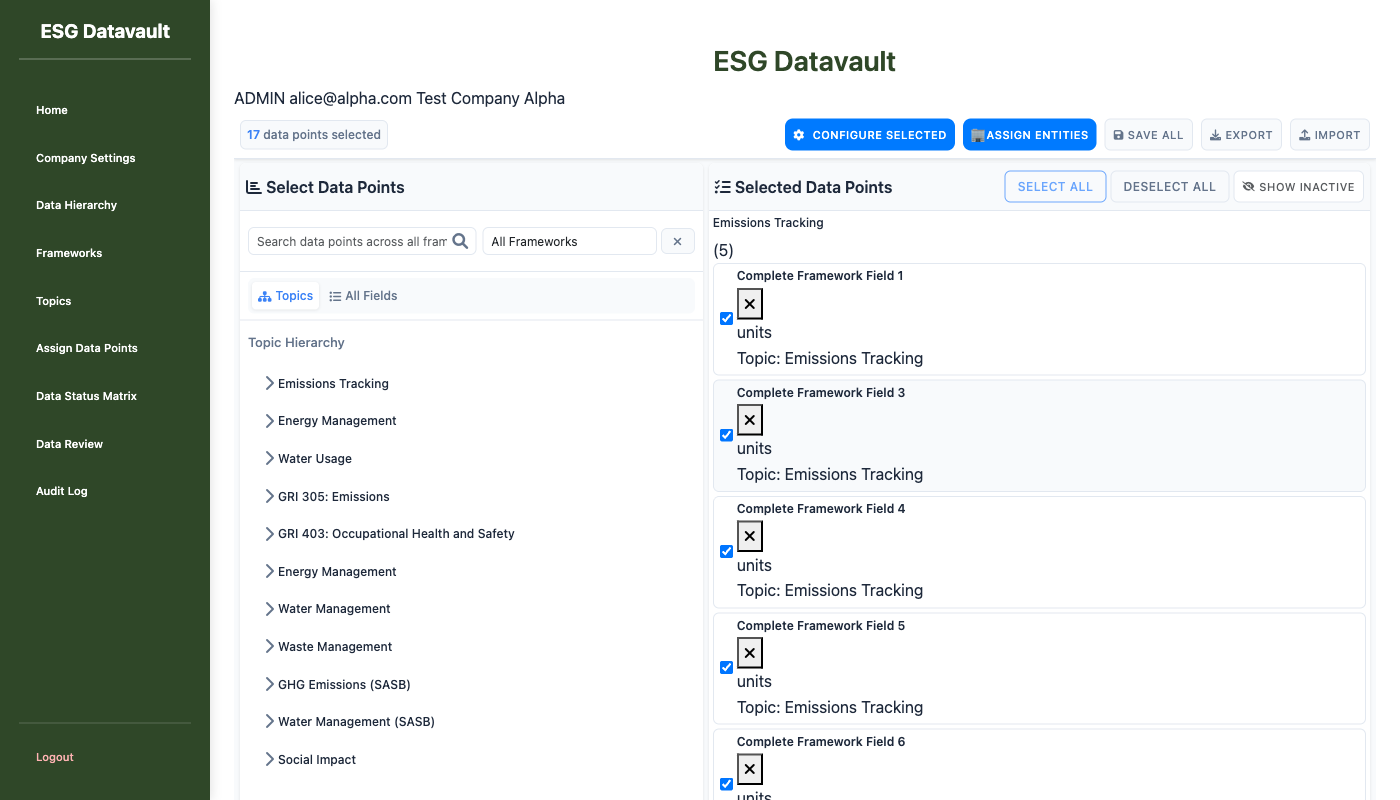 ESG Datavault
Home
Company Settings
Data Hierarchy
Frameworks
Topics
Assign Data Points
Data Status Matrix
Data Review
Audit Log
Logout
ESG Datavault
ADMIN alice@alpha.com Test Company Alpha
17 data points selected
CONFIGURE SELECTED
ASSIGN ENTITIES
SAVE ALL
EXPORT
IMPORT
Select Data Points
Search data points across all fram
All Frameworks
Topics
All Fields
Topic Hierarchy
Emissions Tracking
Energy Management
Water Usage
GRI 305: Emissions
GRI 403: Occupational Health and Safety
Energy Management
Water Management
Waste Management
GHG Emissions (SASB)
Water Management (SASB)
Social Impact
Selected Data Points
SELECT ALL
DESELECT ALL
SHOW INACTIVE
Emissions Tracking
(5)
Complete Framework Field 1
units
Topic: Emissions Tracking
Complete Framework Field 3
units
Topic: Emissions Tracking
Complete Framework Field 4
units
Topic: Emissions Tracking
Complete Framework Field 5
units
Topic: Emissions Tracking
Complete Framework Field 6
units